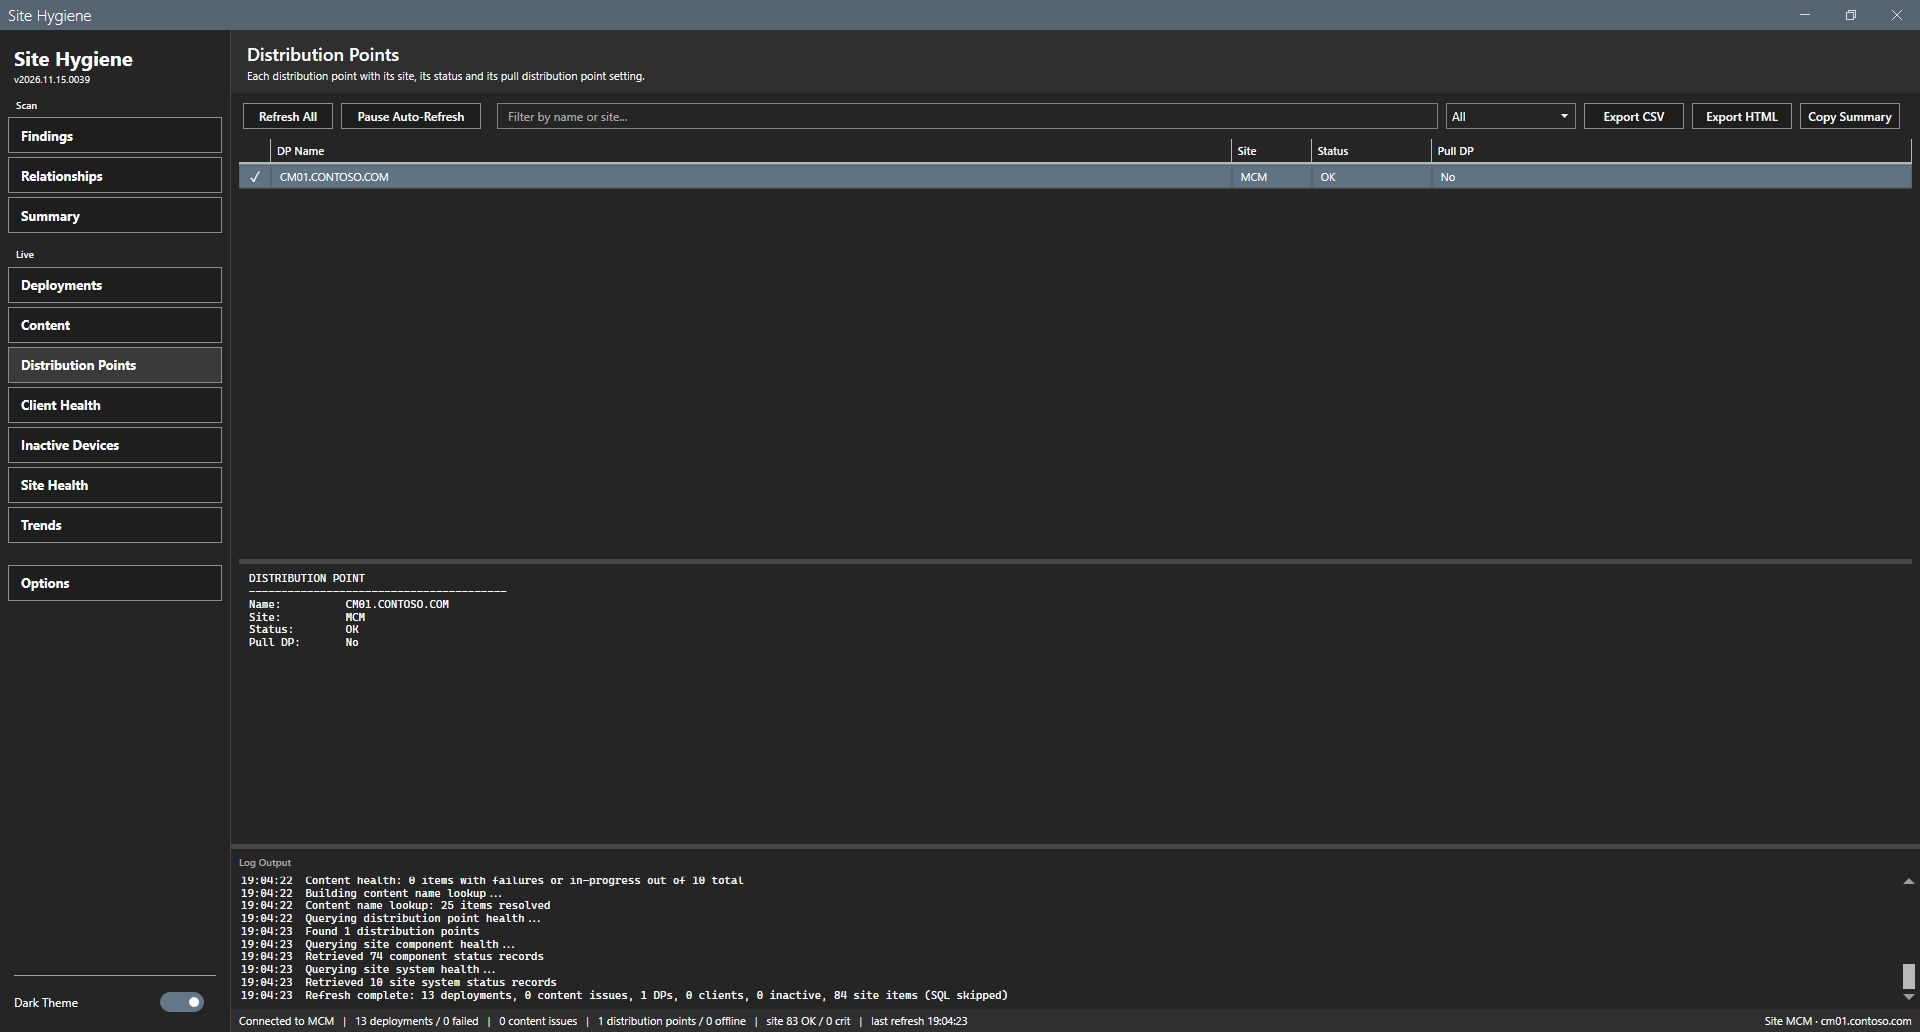 Site Hygiene
Site Hygiene
v2026.11.15.0039
Scan
Findings
Relationships
Summary
Live
Deployments
Content
Distribution Points
Client Health
Inactive Devices
Site Health
Trends
Options
Dark Theme
Distribution Points
Each distribution point with its site, its status and its pull distribution point setting.
Refresh All Pause Auto-Refresh Filter by name or site... All Export CSV Export HTML Copy Summary
DP Name Site Status Pull DP
✓ CM01.CONTOSO.COM MCM OK No
DISTRIBUTION POINT
----------------------------------------
Name: CM01.CONTOSO.COM
Site: MCM
Status: OK
Pull DP: No
Log Output
19:04:22 Content health: 0 items with failures or in-progress out of 10 total
19:04:22 Building content name lookup...
19:04:22 Content name lookup: 25 items resolved
19:04:22 Querying distribution point health...
19:04:23 Found 1 distribution points
19:04:23 Querying site component health...
19:04:23 Retrieved 74 component status records
19:04:23 Querying site system health...
19:04:23 Retrieved 10 site system status records
19:04:23 Refresh complete: 13 deployments, 0 content issues, 1 DPs, 0 clients, 0 inactive, 84 site items (SQL skipped)
Connected to MCM | 13 deployments / 0 failed | 0 content issues | 1 distribution points / 0 offline | site 83 OK / 0 crit | last refresh 19:04:23
Site MCM · cm01.contoso.com